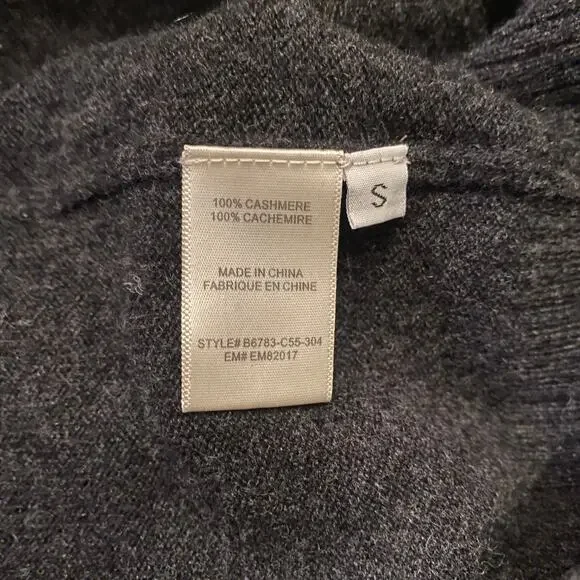 100% CASHMERE
100% CACHEMIRE
S
MADE IN CHINA
FABRIQUE EN CHINE
STYLE# B6783-C55-304
EM# EM82017